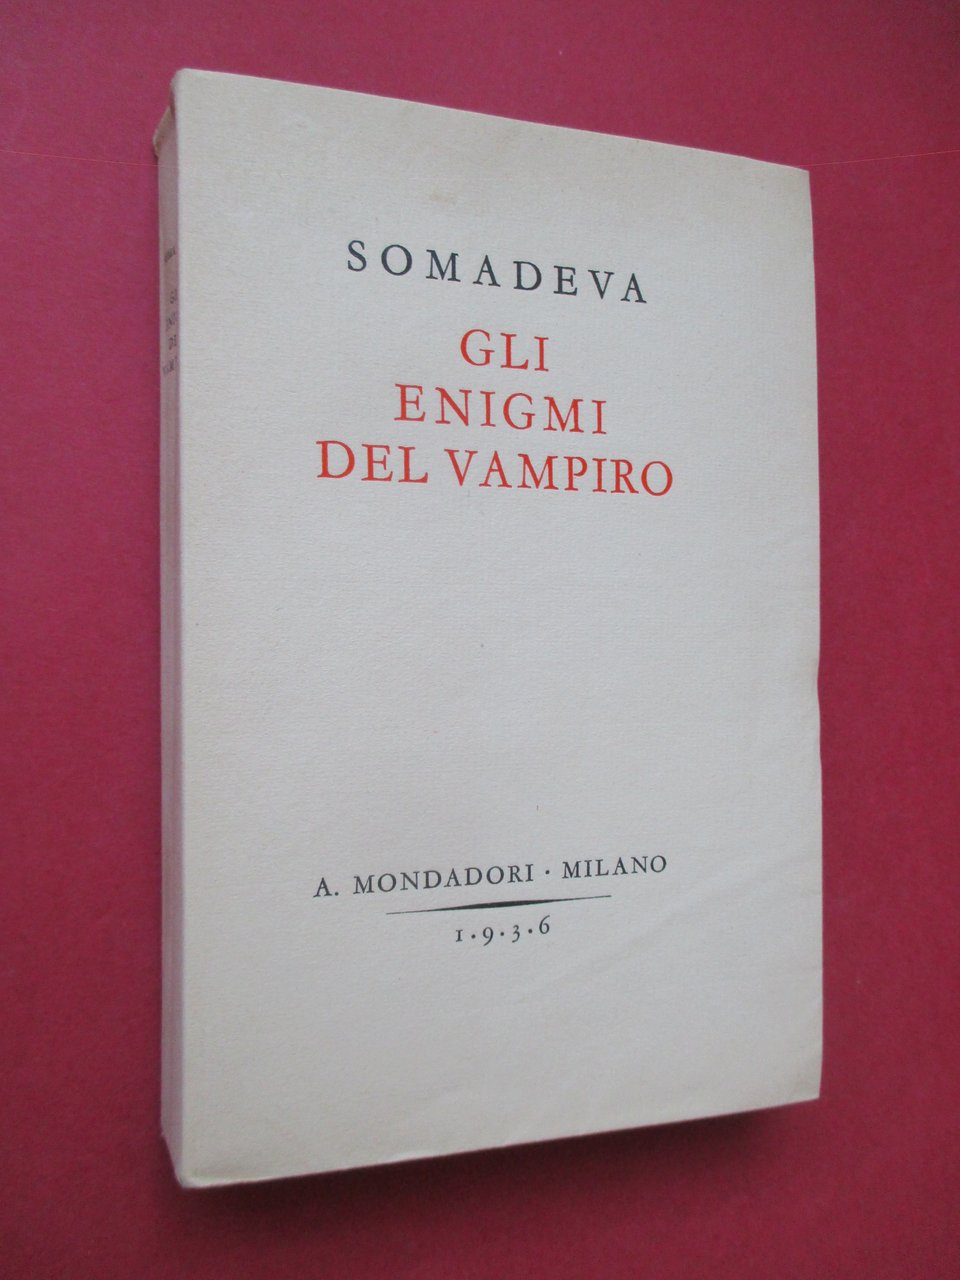 SOMADEVA
GLI
ENIGMI
DEL VAMPIRO
A. MONDADORI · MILANO
1·9·3·6